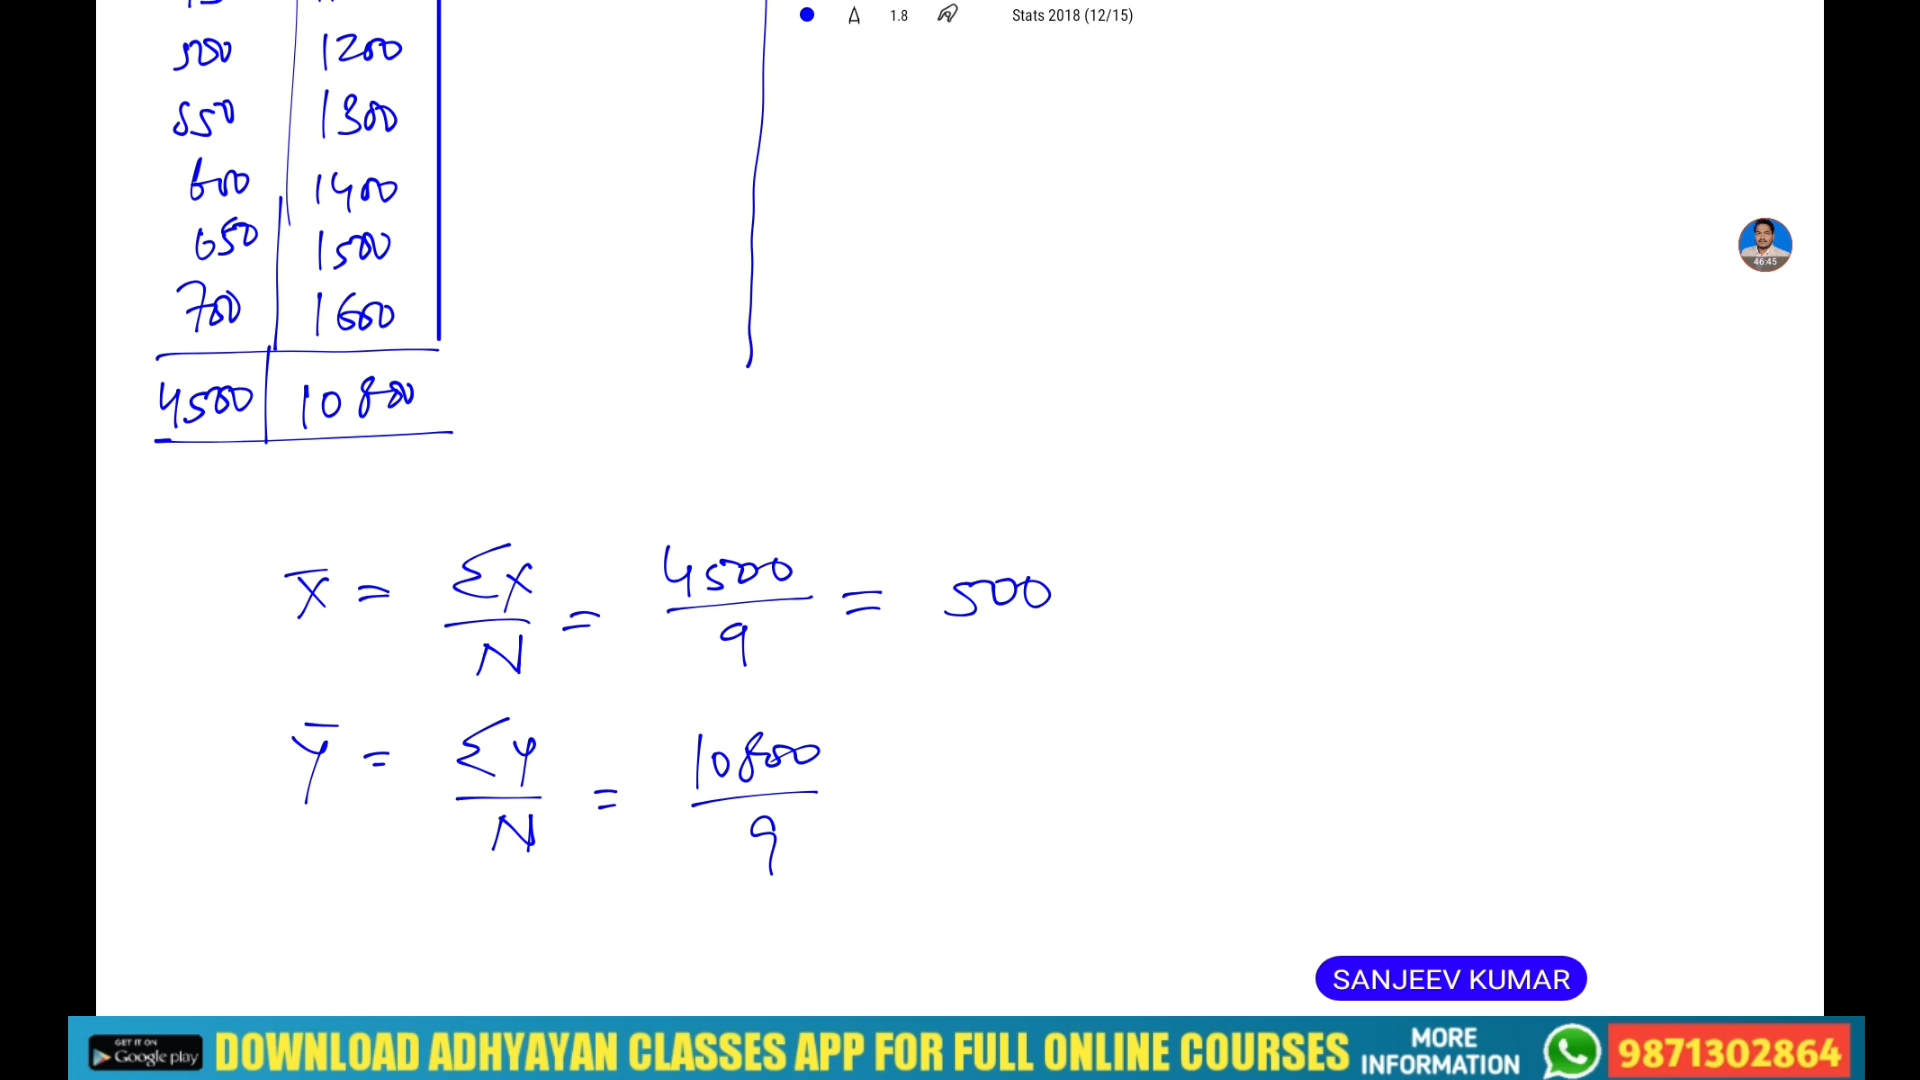 1.8 Stats 2018 (12/15)
500 1200
550 1300
600 1400
650 1500
700 1600
4500 10800
46:45
X̄ = ΣX/N = 4500/9 = 500
Ȳ = ΣY/N = 10800/9
SANJEEV KUMAR
GET IT ON Google play
DOWNLOAD ADHYAYAN CLASSES APP FOR FULL ONLINE COURSES
MORE INFORMATION
9871302864